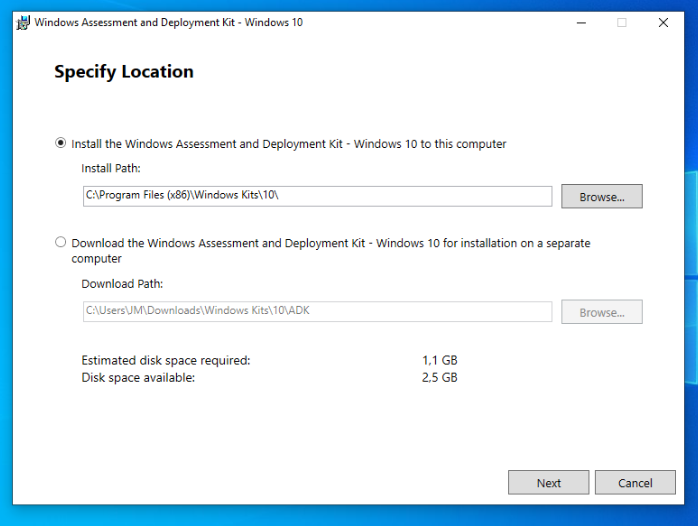 Windows Assessment and Deployment Kit - Windows 10
Specify Location
Install the Windows Assessment and Deployment Kit - Windows 10 to this computer
Install Path:
C:\Program Files (x86)\Windows Kits\10\
Browse...
Download the Windows Assessment and Deployment Kit - Windows 10 for installation on a separate
computer
Download Path:
C:\Users\JM\Downloads\Windows Kits\10\ADK
Browse...
Estimated disk space required: 1,1 GB
Disk space available: 2,5 GB
Next
Cancel